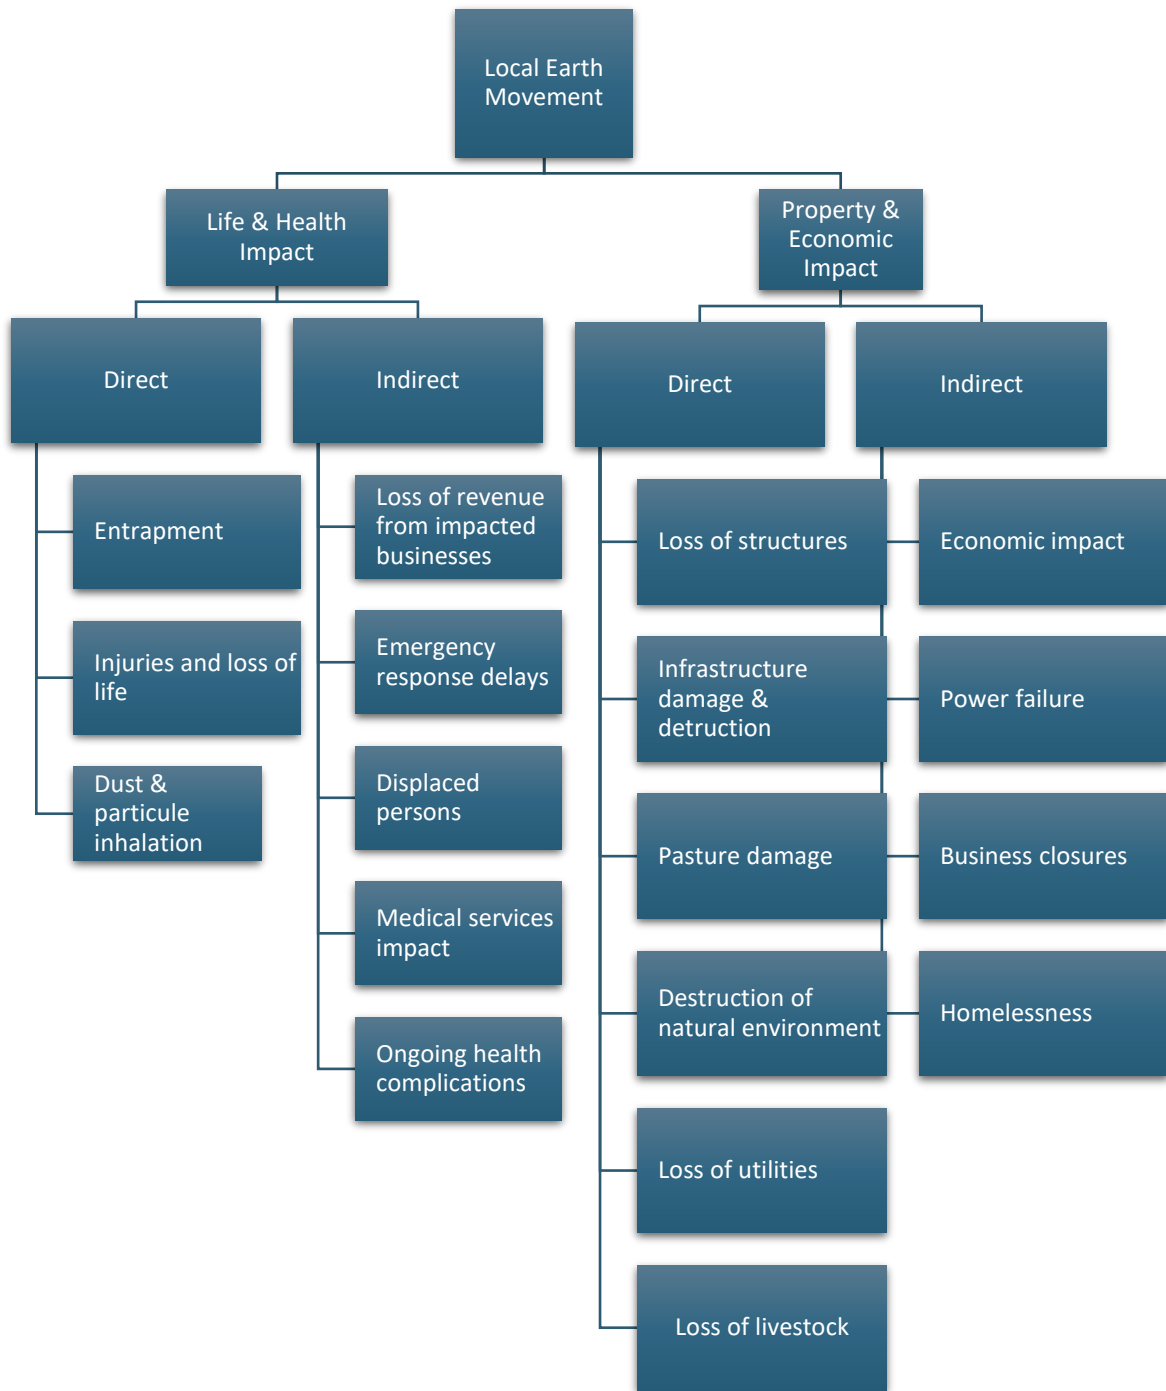 Local Earth
Movement
Life & Health
Impact
Property &
Economic
Impact
Direct
Indirect
Direct
Indirect
Entrapment
Injuries and loss of
life
Dust &
particule
inhalation
Loss of revenue
from impacted
businesses
Emergency
response delays
Displaced
persons
Medical services
impact
Ongoing health
complications
Loss of structures
Infrastructure
damage &
detruction
Pasture damage
Destruction of
natural environment
Loss of utilities
Loss of livestock
Economic impact
Power failure
Business closures
Homelessness